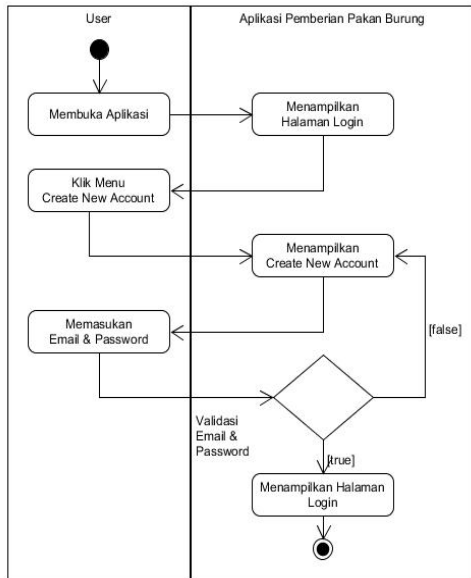 User
Aplikasi Pemberian Pakan Burung
Membuka Aplikasi
Menampilkan
Halaman Login
Klik Menu
Create New Account
Menampilkan
Create New Account
Memasukan
Email & Password
[false]
Validasi
Email &
Password
[true]
Menampilkan Halaman
Login